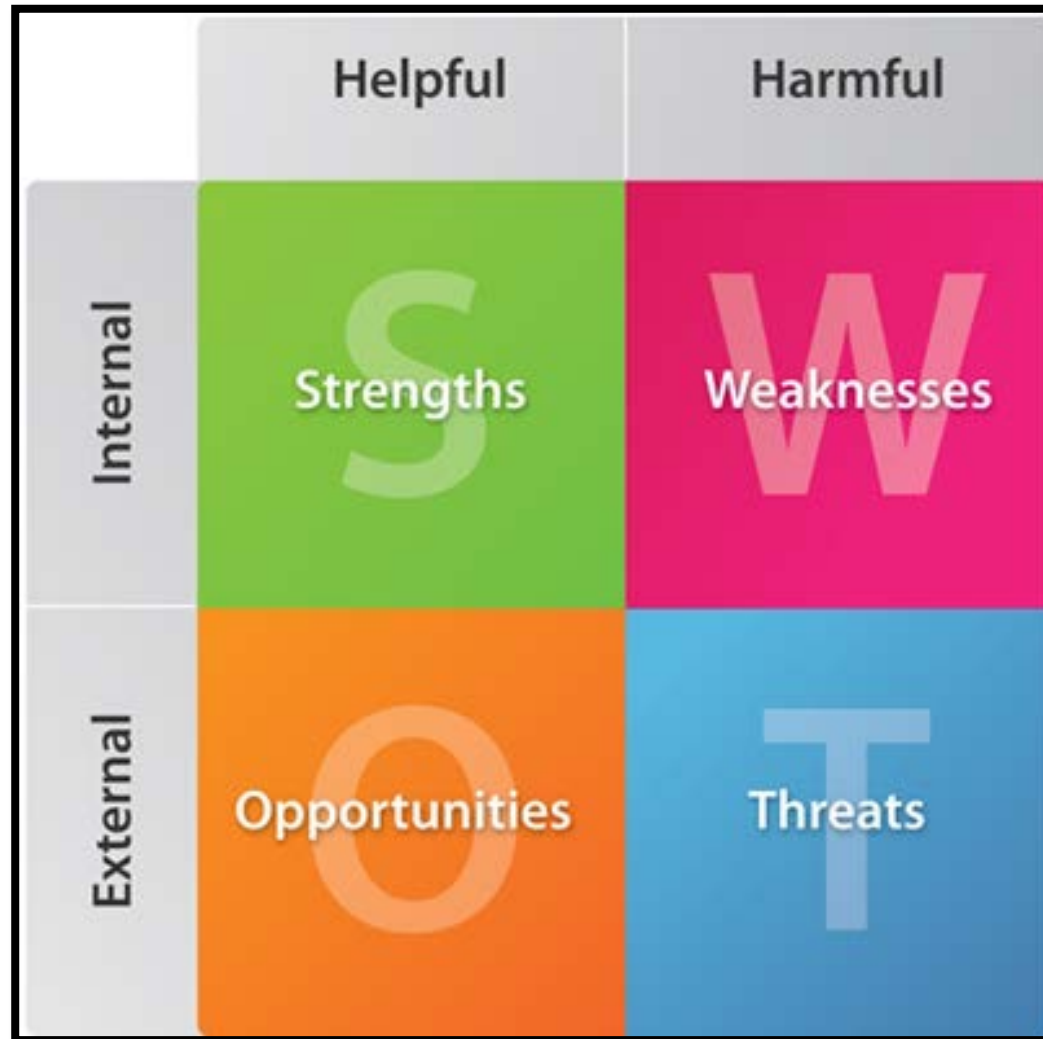 Helpful
Harmful
Internal
S
Strengths
W
Weaknesses
External
O
Opportunities
T
Threats